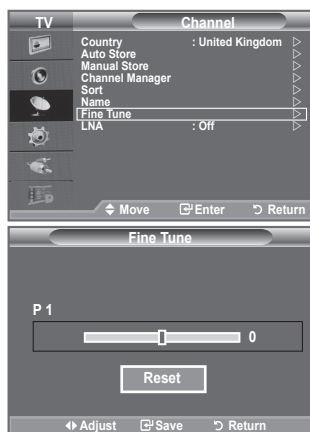 TV Channel
Country : United Kingdom
Auto Store
Manual Store
Channel Manager
Sort
Name
Fine Tune
LNA : Off
Move Enter Return
Fine Tune
P 1
0
Reset
Adjust Save Return